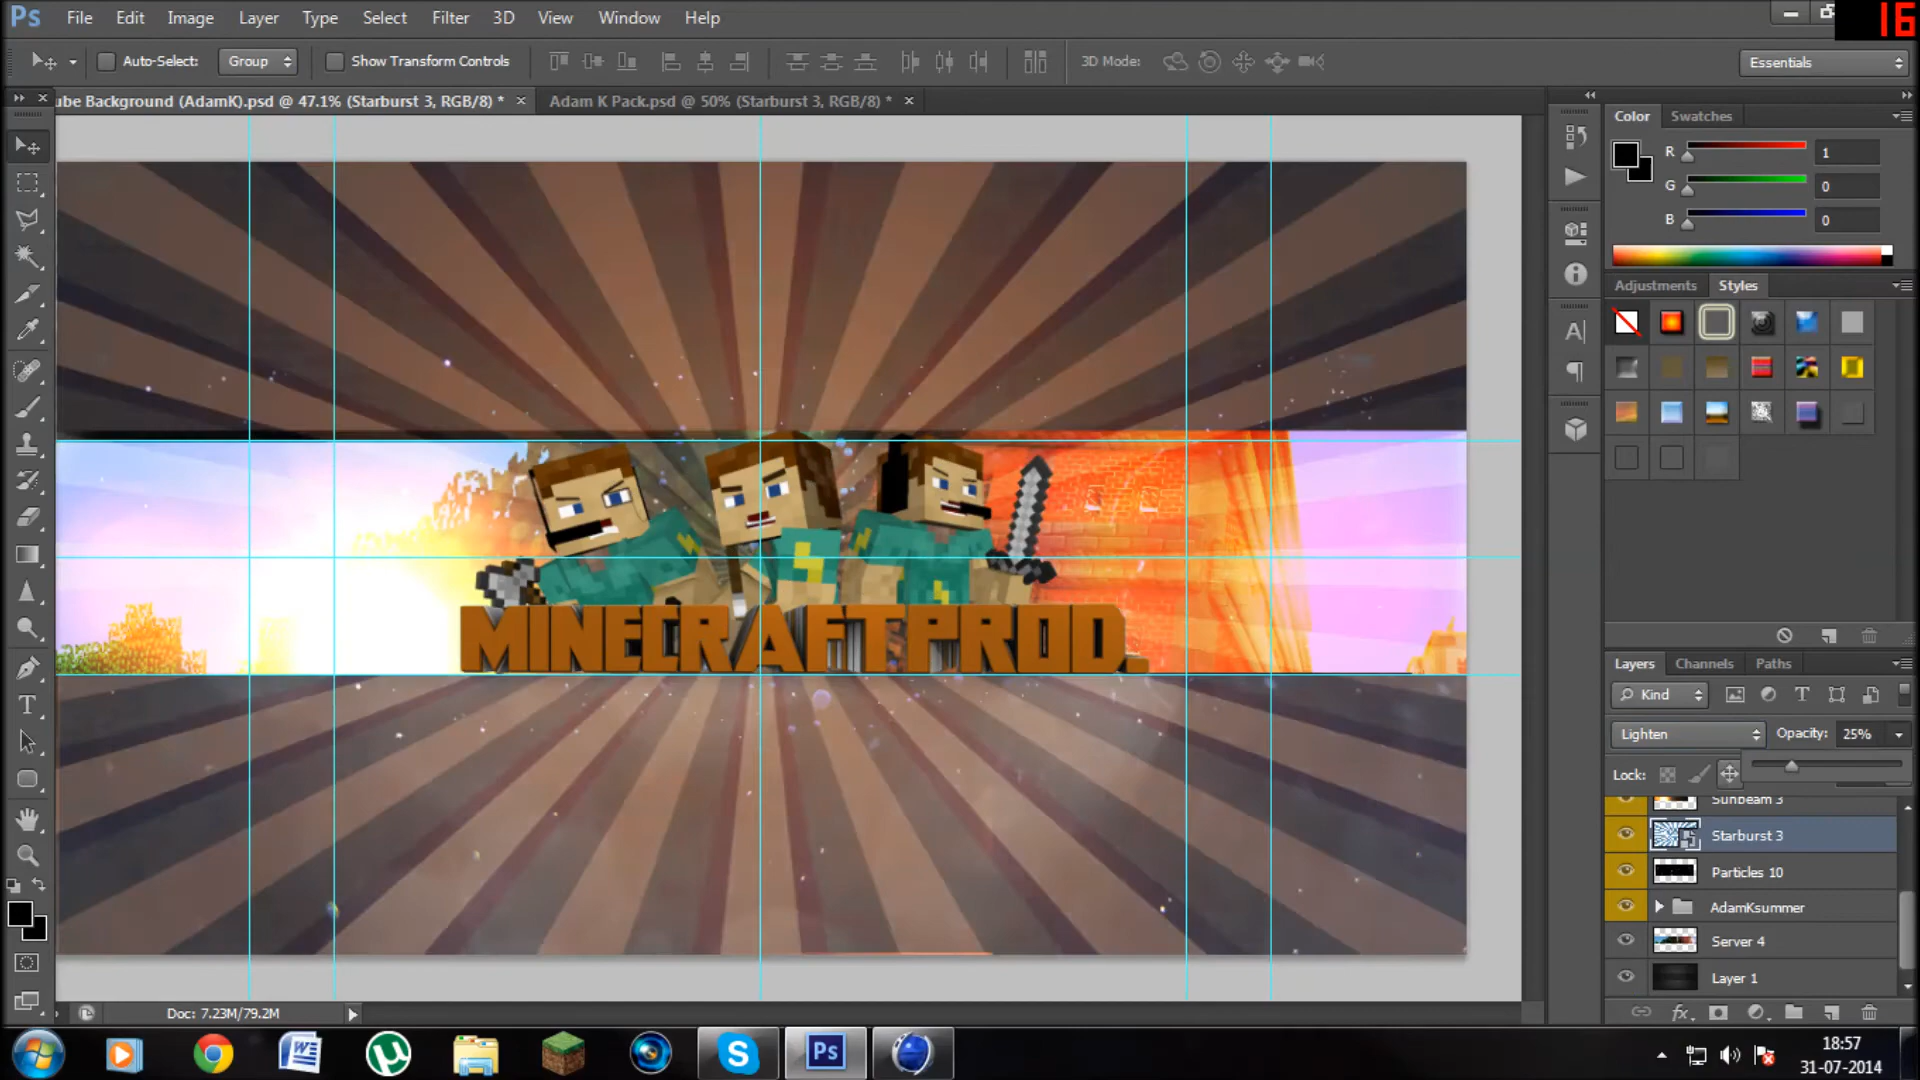 Ps File Edit Image Layer Type Select Filter 3D View Window Help
16
Auto-Select: Group Show Transform Controls 3D Mode: Essentials
ube Background (AdamK).psd @ 47.1% (Starburst 3, RGB/8) * × Adam K Pack.psd @ 50% (Starburst 3, RGB/8) * ×
Color Swatches
R 1
G 0
B 0
Adjustments Styles
MINECRAFTPROD.
Layers Channels Paths
Kind
Lighten Opacity: 25%
Lock:
Sunbeam 3
Starburst 3
Particles 10
AdamKsummer
Server 4
Layer 1
Doc: 7.23M/79.2M
18:57
31-07-2014